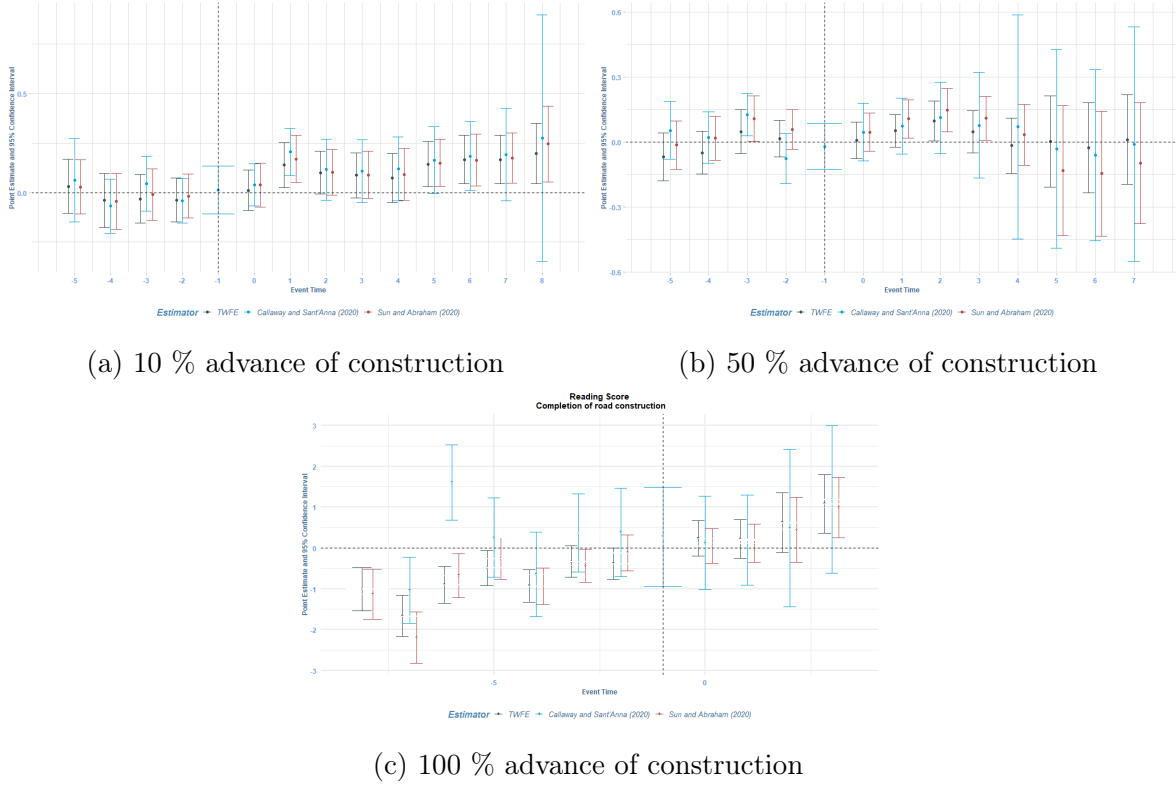 Point Estimate and 95% Confidence Interval
0.5
0.0
-5 -4 -3 -2 -1 0 1 2 3 4 5 6 7 8
Event Time
Estimator TWFE Callaway and Sant'Anna (2020) Sun and Abraham (2020)
(a) 10 % advance of construction
Point Estimate and 95% Confidence Interval
0.6
0.3
0.0
-0.3
-0.6
-5 -4 -3 -2 -1 0 1 2 3 4 5 6 7
Event Time
Estimator TWFE Callaway and Sant'Anna (2020) Sun and Abraham (2020)
(b) 50 % advance of construction
Reading Score
Completion of road construction
Point Estimate and 95% Confidence Interval
3
2
1
0
-1
-2
-3
-5 0
Event Time
Estimator TWFE Callaway and Sant'Anna (2020) Sun and Abraham (2020)
(c) 100 % advance of construction